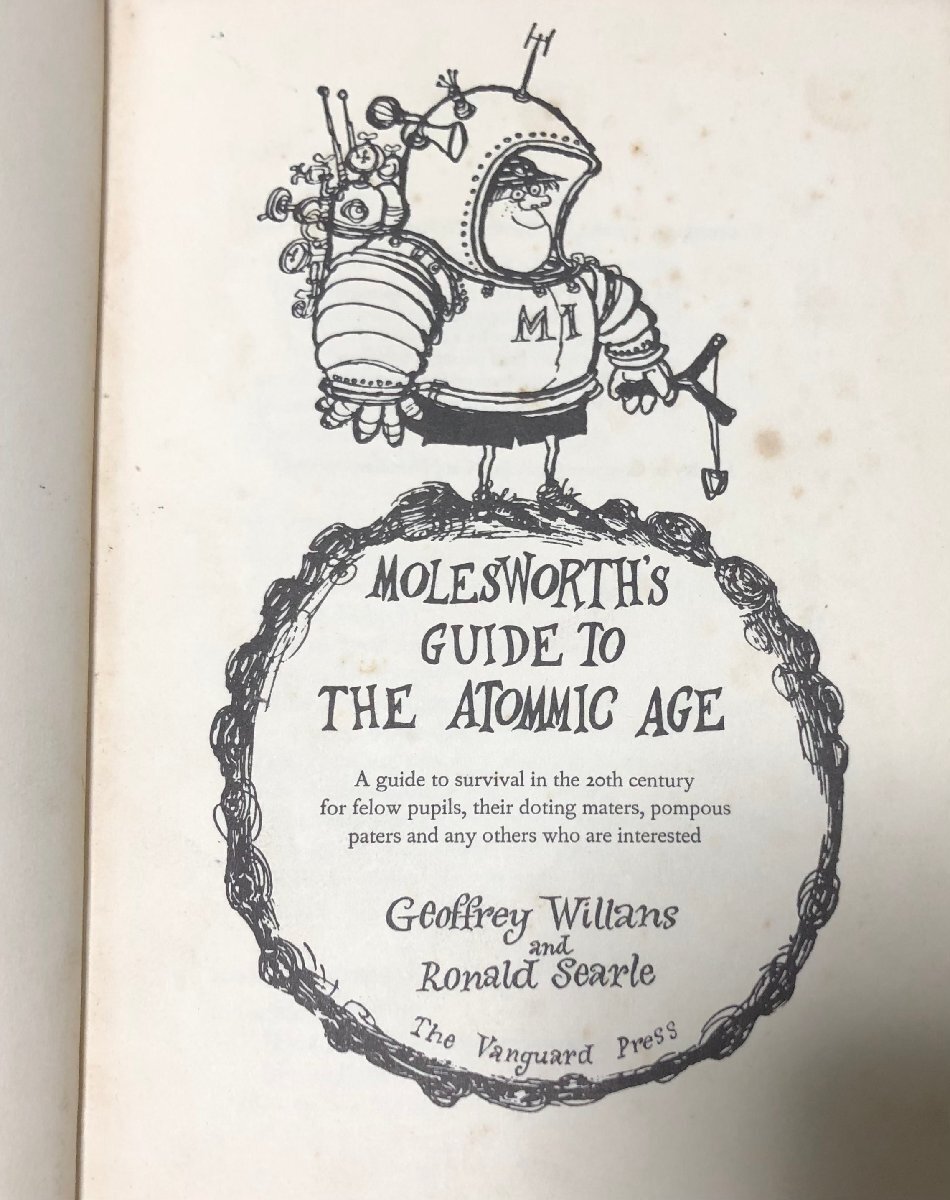 M I
MOLESWORTH'S
GUIDE TO
THE ATOMMIC AGE
A guide to survival in the 20th century
for felow pupils, their doting maters, pompous
paters and any others who are interested
Geoffrey Willans
and
Ronald Searle
The Vanguard Press